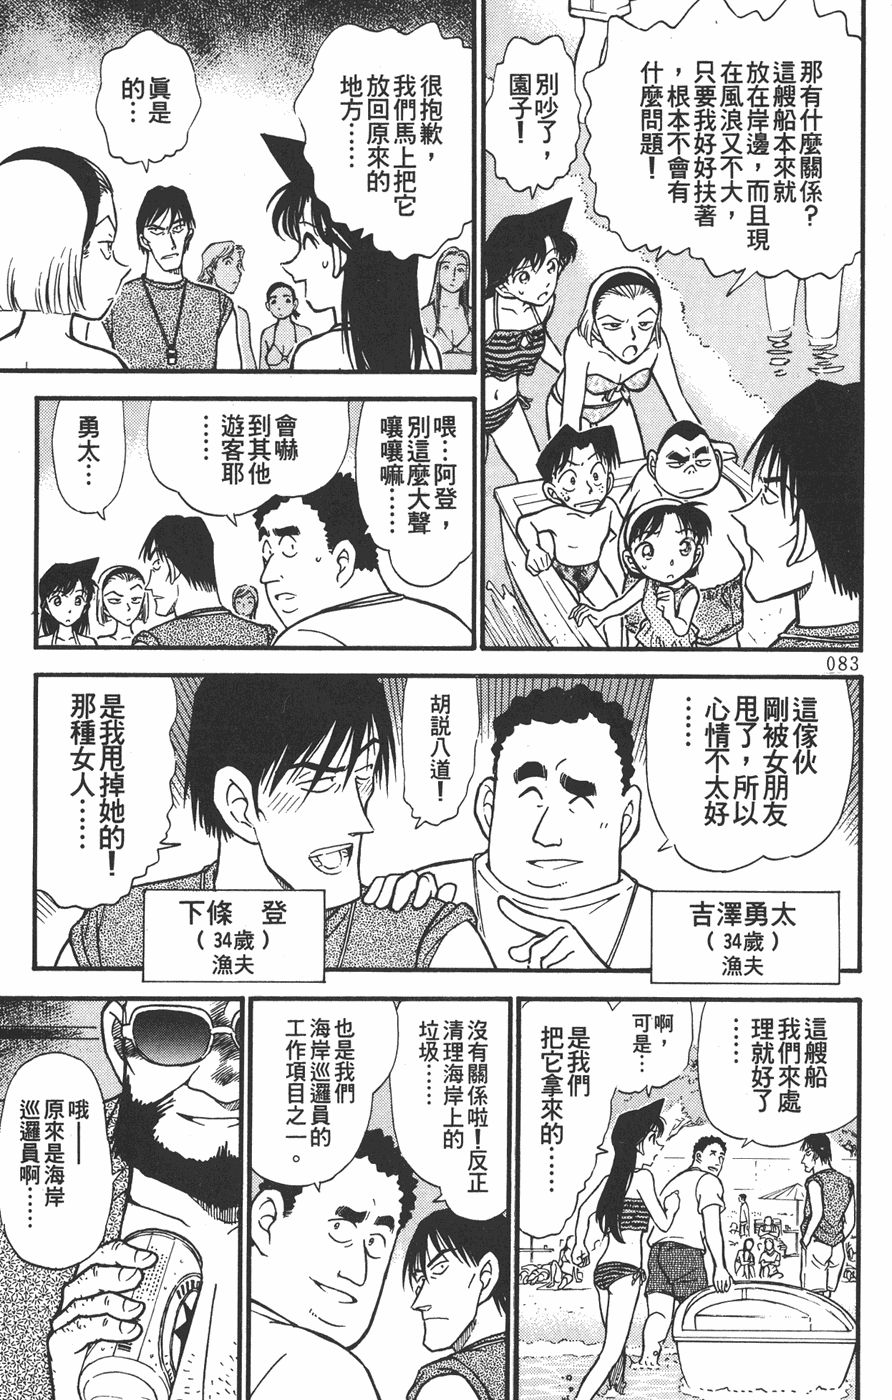 那有什麼關係?
這艘船本來就
放在岸邊，而且現
在風浪又不大，
只要我好好扶著
，根本不會有
什麼問題！
別吵了，
園子！
很抱歉，
我們馬上把它
放回原來的
地方……
眞是
的…
083
喂…阿登，
別這麼大聲
嚷嚷嘛……
會嚇
到其他
遊客耶
……
勇太…
這傢伙
剛被女朋友
甩了，所以
心情不太好
……
胡説八道！
是我甩掉她的！
那種女人……
吉澤勇太
(34歲)
漁夫
下條 登
(34歲)
漁夫
這艘船
我們來處
理就好了
……
啊，
可是…
是我們
把它拿來的……
沒有關係啦！反正
清理海岸上的
垃圾……
也是我們
海岸巡邏員的
工作項目之一。
哦——
原來是海岸
巡邏員啊……